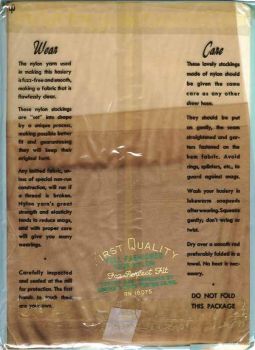 Wear
The nylon yarn used
in making this hosiery
is fuzz-free and smooth,
making a fabric that is
flawlessly clear.
These nylon stockings
are "set" into shape
by a unique process,
making possible better
fit and guaranteeing
they will keep their
original form.
Any knitted fabric, un-
less of special non-run
construction, will run if
a thread is broken.
Nylon yarn's great
strength and elasticity
tends to reduce snags,
and with proper care
will give you many
wearings.
Carefully inspected
and sealed at the mill
for protection. The first
hands to touch them
are your own.
Care
These lovely stockings
made of nylon should
be given the same
care as any other
sheer hose.
They should be put
on gently, the seam
straightened and gar-
ters fastened on the
hem fabric. Avoid
rings, splinters, etc., to
guard against snags.
Wash your hosiery in
lukewarm soapsuds
after wearing. Squeeze
gently; don't wring or
twist.
Dry over a smooth rod
preferably folded in a
towel. No heat is nec-
essary.
DO NOT FOLD
THIS PACKAGE
FIRST QUALITY
For Perfect Fit
RN 16075